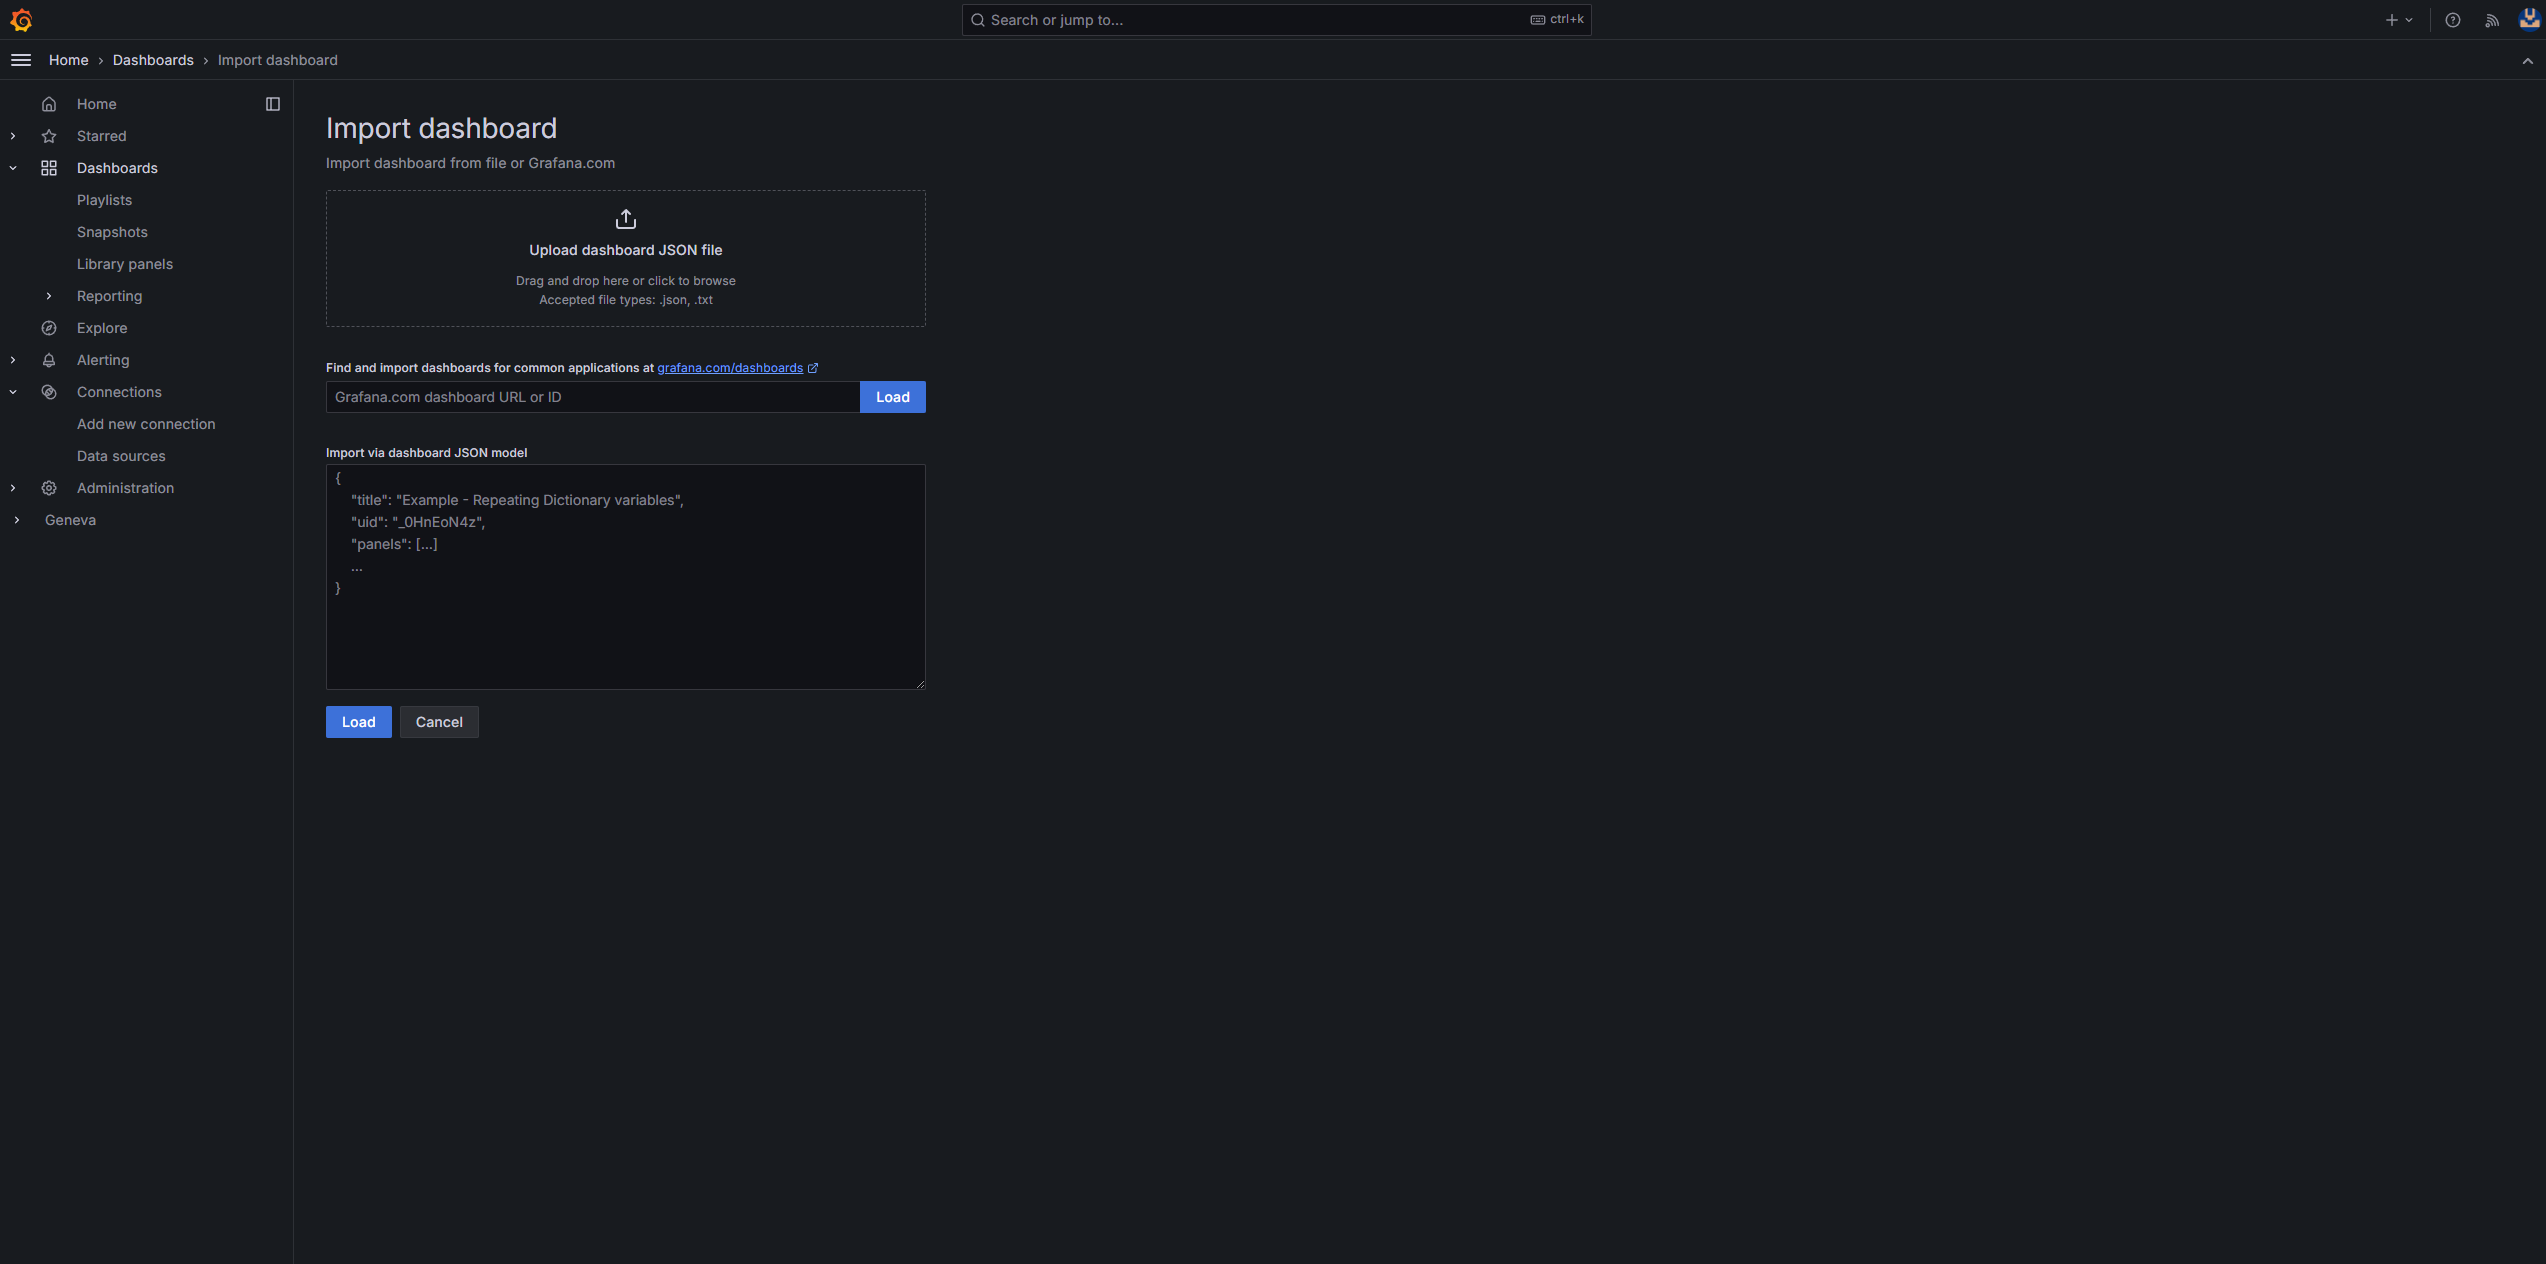 Search or jump to...
ctrl+k
Home
Dashboards
Import dashboard
Home
Starred
Dashboards
Playlists
Snapshots
Library panels
Reporting
Explore
Alerting
Connections
Add new connection
Data sources
Administration
Geneva
Import dashboard
Import dashboard from file or Grafana.com
Upload dashboard JSON file
Drag and drop here or click to browse
Accepted file types: .json, .txt
Find and import dashboards for common applications at grafana.com/dashboards
Grafana.com dashboard URL or ID
Load
Import via dashboard JSON model
{
"title": "Example - Repeating Dictionary variables",
"uid": "_0HnEoN4z",
"panels": [...]
...
}
Load
Cancel